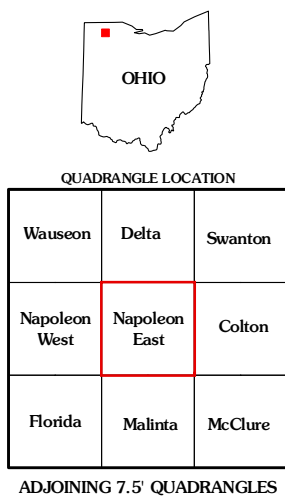 OHIO
QUADRANGLE LOCATION
Wauseon
Delta
Swanton
Napoleon
West
Napoleon
East
Colton
Florida
Malinta
McClure
ADJOINING 7.5' QUADRANGLES